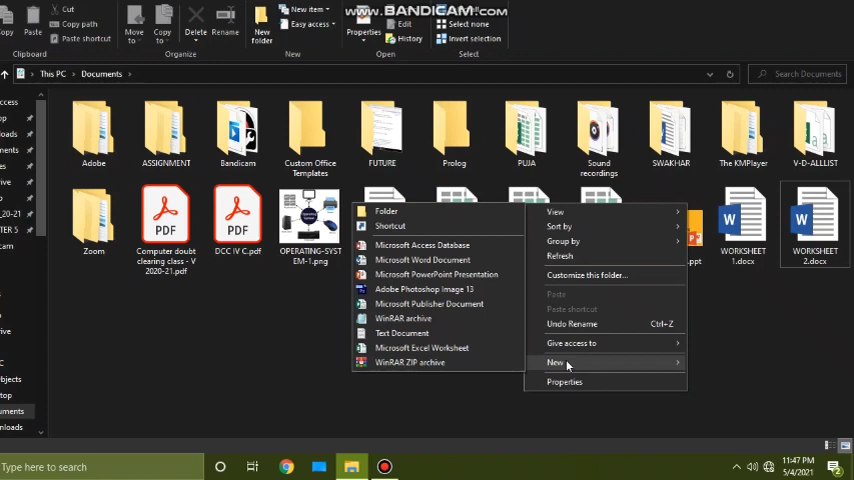 WWW.BANDICAM.COM
Cut
Copy path
Paste shortcut
Paste
Move to
Copy to
Delete
Rename
New folder
New item
Easy access
Properties
Edit
History
Select none
Invert selection
Clipboard
Organize
New
Open
Select
This PC
Documents
Search Documents
Adobe
ASSIGNMENT
Bandicam
Custom Office Templates
FUTURE
Prolog
PUJA
Sound recordings
SWAKHAR
The KMPlayer
V-D-ALLLIST
Zoom
PDF
Computer doubt clearing class - V 2020-21.pdf
PDF
DCC IV C.pdf
OPERATING-SYSTEM-1.png
.ppt
WORKSHEET 1.docx
WORKSHEET 2.docx
Folder
Shortcut
Microsoft Access Database
Microsoft Word Document
Microsoft PowerPoint Presentation
Adobe Photoshop Image 13
Microsoft Publisher Document
WinRAR archive
Text Document
Microsoft Excel Worksheet
WinRAR ZIP archive
View
Sort by
Group by
Refresh
Customize this folder...
Paste
Paste shortcut
Undo Rename Ctrl+Z
Give access to
New
Properties
Type here to search
11:47 PM
5/4/2021
2